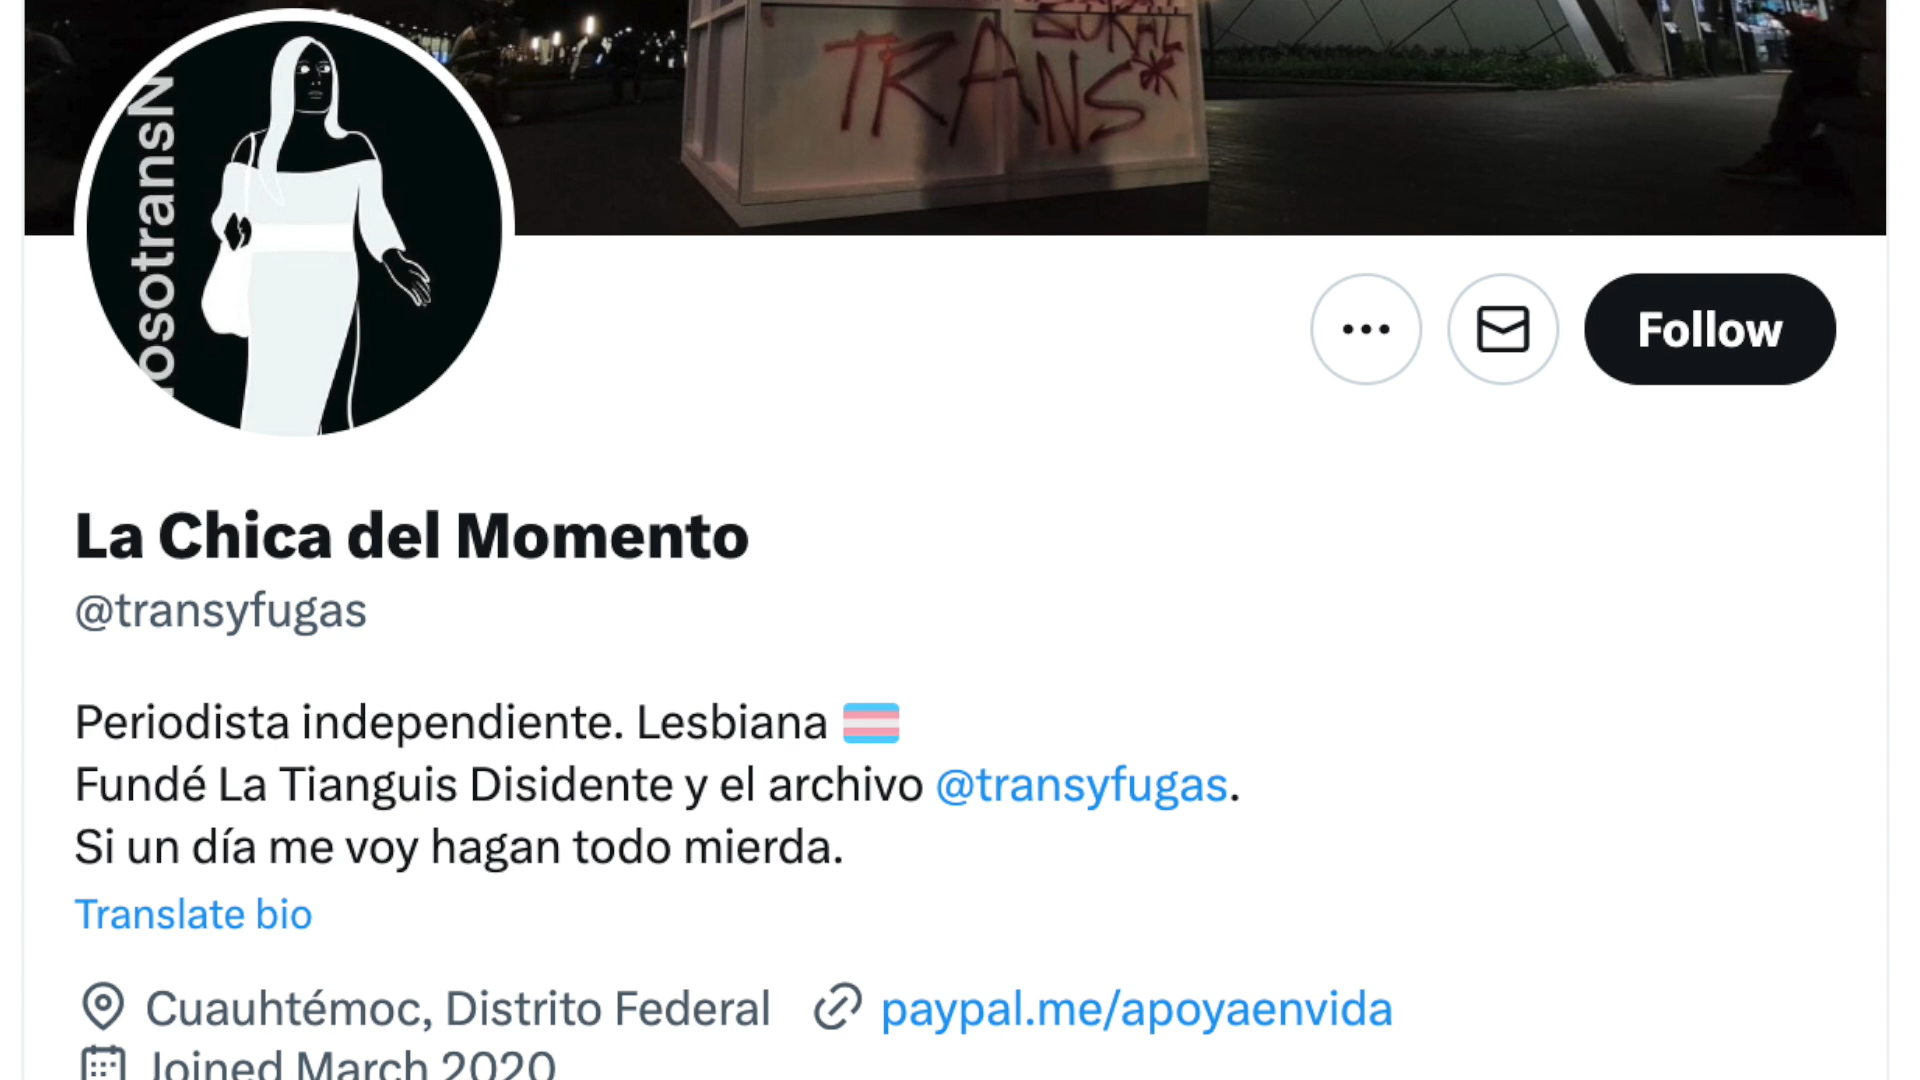 TRANS*
NosotransN
Follow
La Chica del Momento
@transyfugas
Periodista independiente. Lesbiana
Fundé La Tianguis Disidente y el archivo @transyfugas.
Si un día me voy hagan todo mierda.
Translate bio
Cuauhtémoc, Distrito Federal paypal.me/apoyaenvida
Joined March 2020